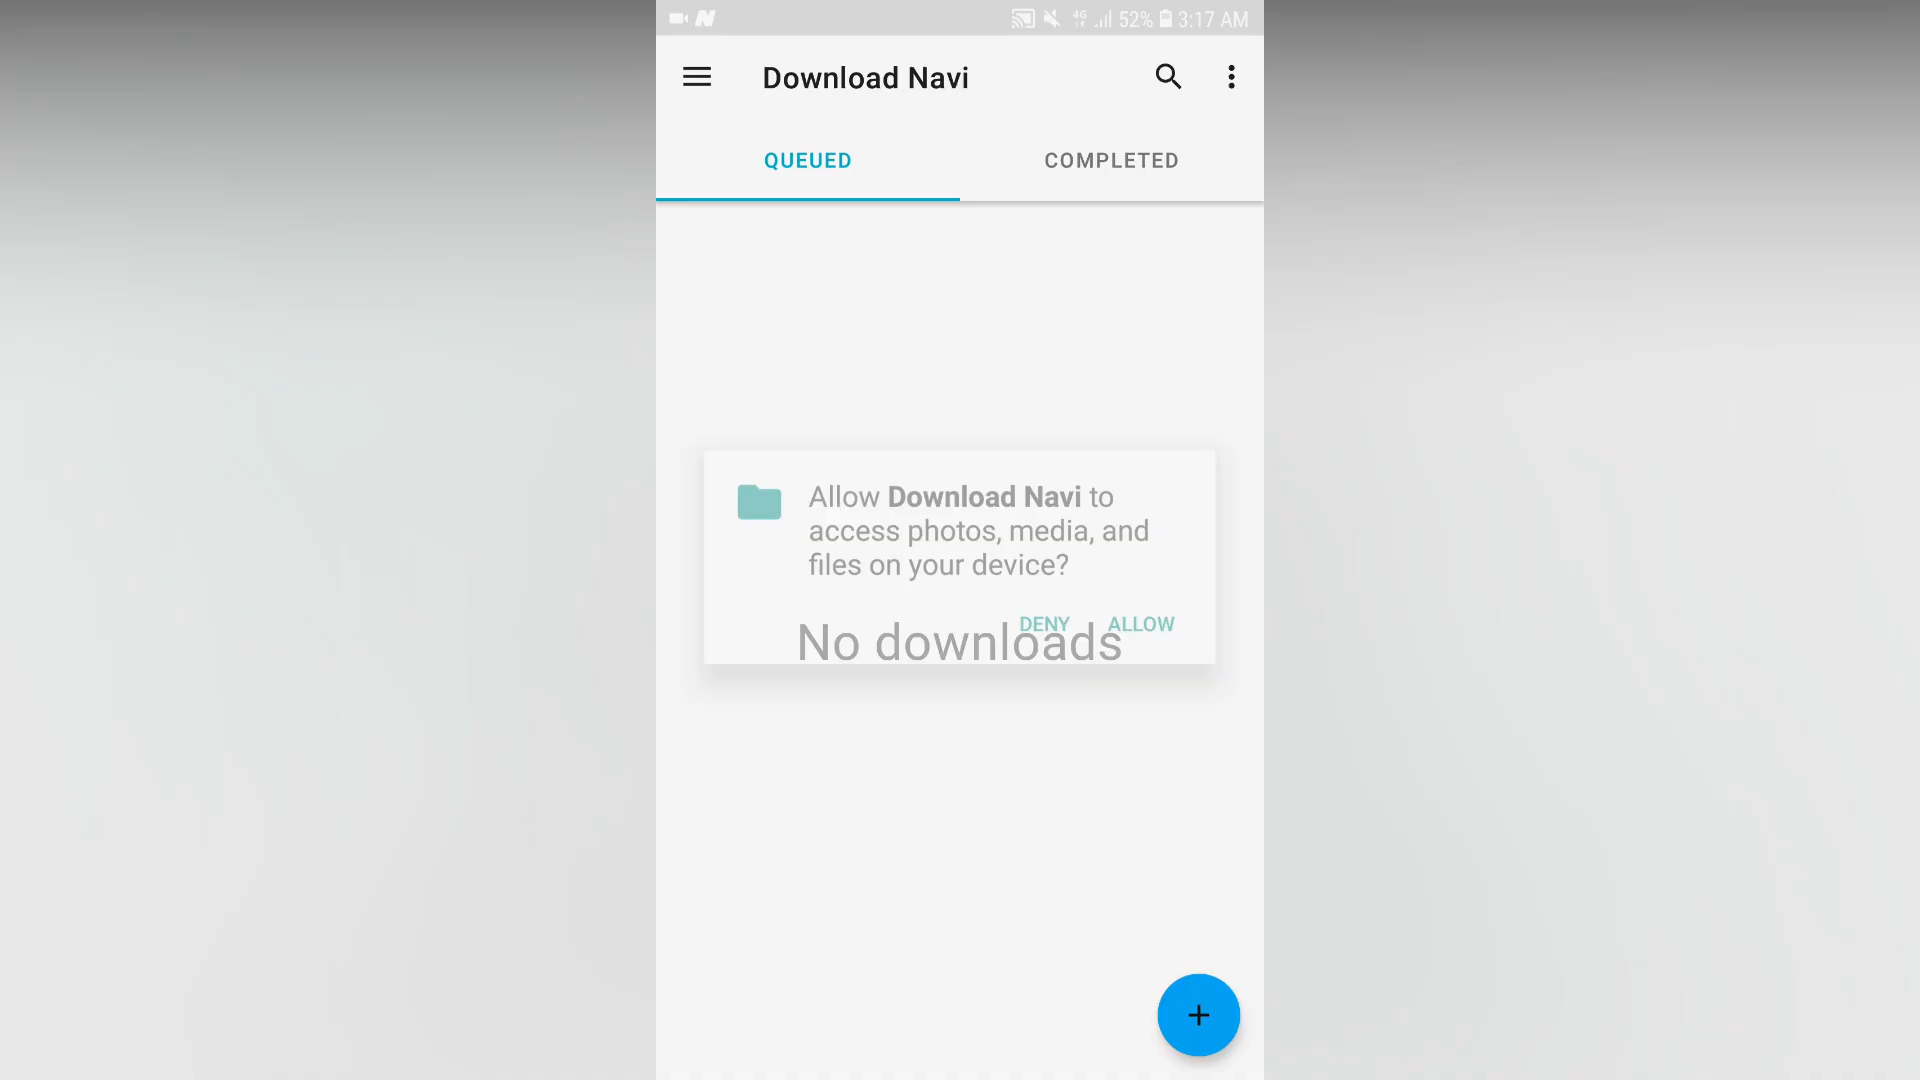 4G 52% 3:17 AM
Download Navi
QUEUED COMPLETED
Allow Download Navi to
access photos, media, and
files on your device?
DENY ALLOW
No downloads